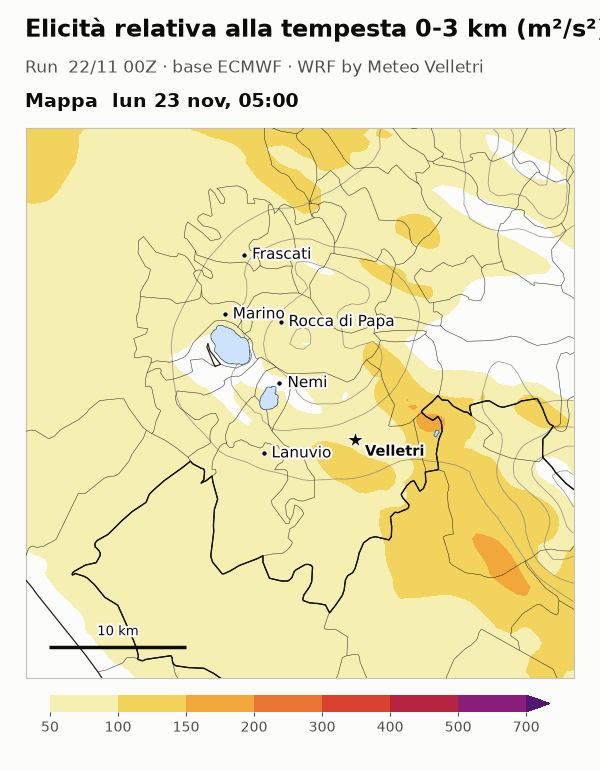 Elicità relativa alla tempesta 0-3 km (m²/s²)
Run 22/11 00Z · base ECMWF · WRF by Meteo Velletri
Mappa lun 23 nov, 05:00
Frascati
Marino
Rocca di Papa
Nemi
Velletri
Lanuvio
10 km
50 100 150 200 300 400 500 700